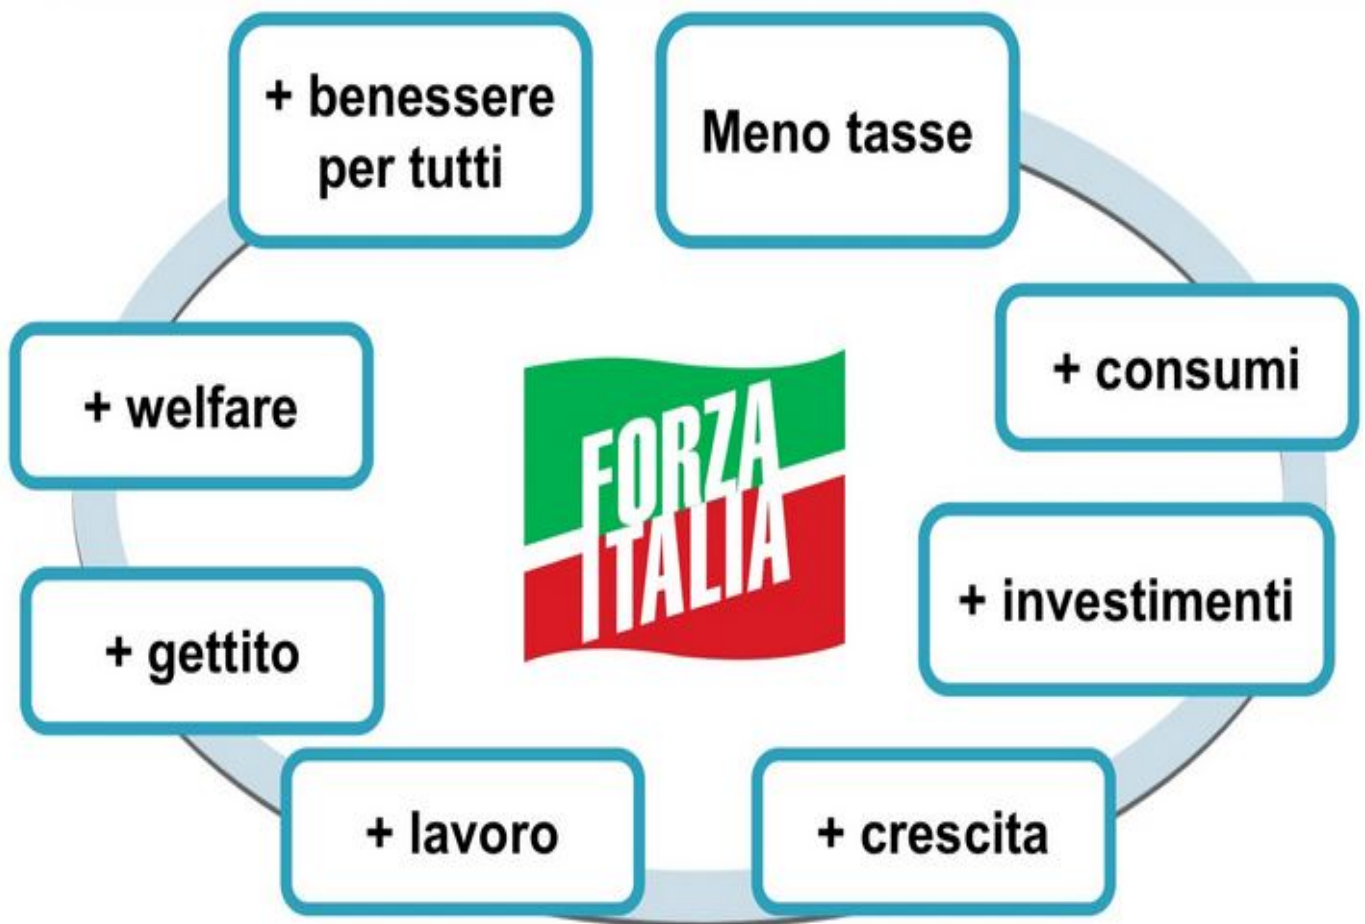 + benessere
per tutti
Meno tasse
+ consumi
+ investimenti
+ crescita
+ lavoro
+ gettito
+ welfare
FORZA
ITALIA